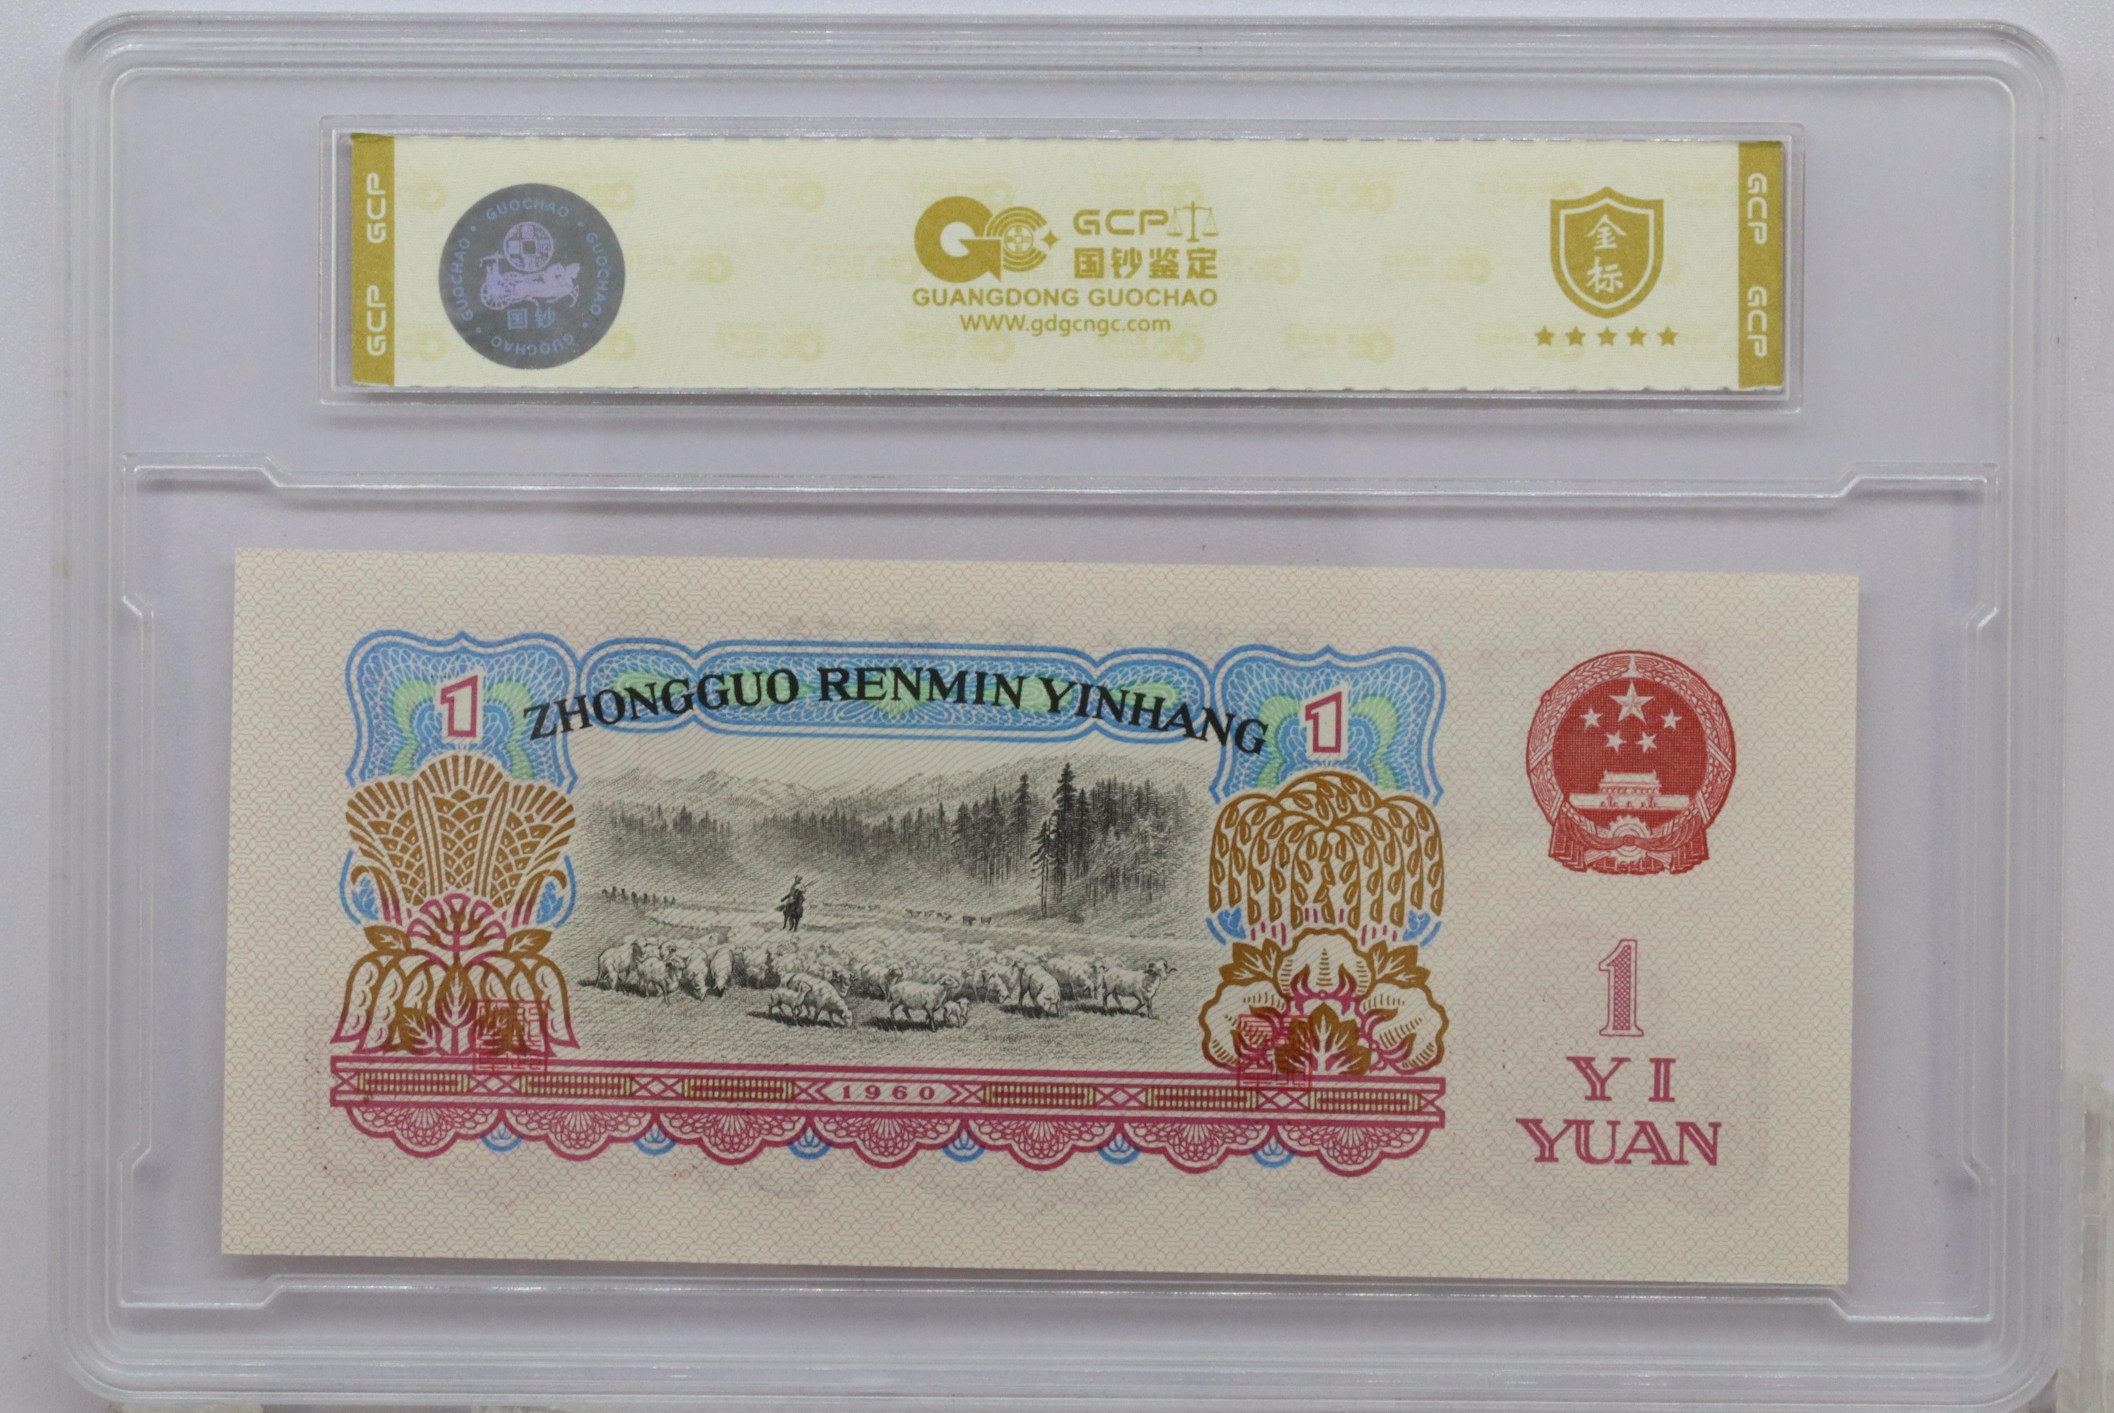 GCP GCP
GUOCHAO · GUOCHAO · GUOCHAO · GUOCHAO
国钞
GCP
国钞鉴定
GUANGDONG GUOCHAO
WWW.gdgcngc.com
金
标
GCP GCP
1
ZHONGGUO RENMIN YINHANG
1
1960
1
YI
YUAN